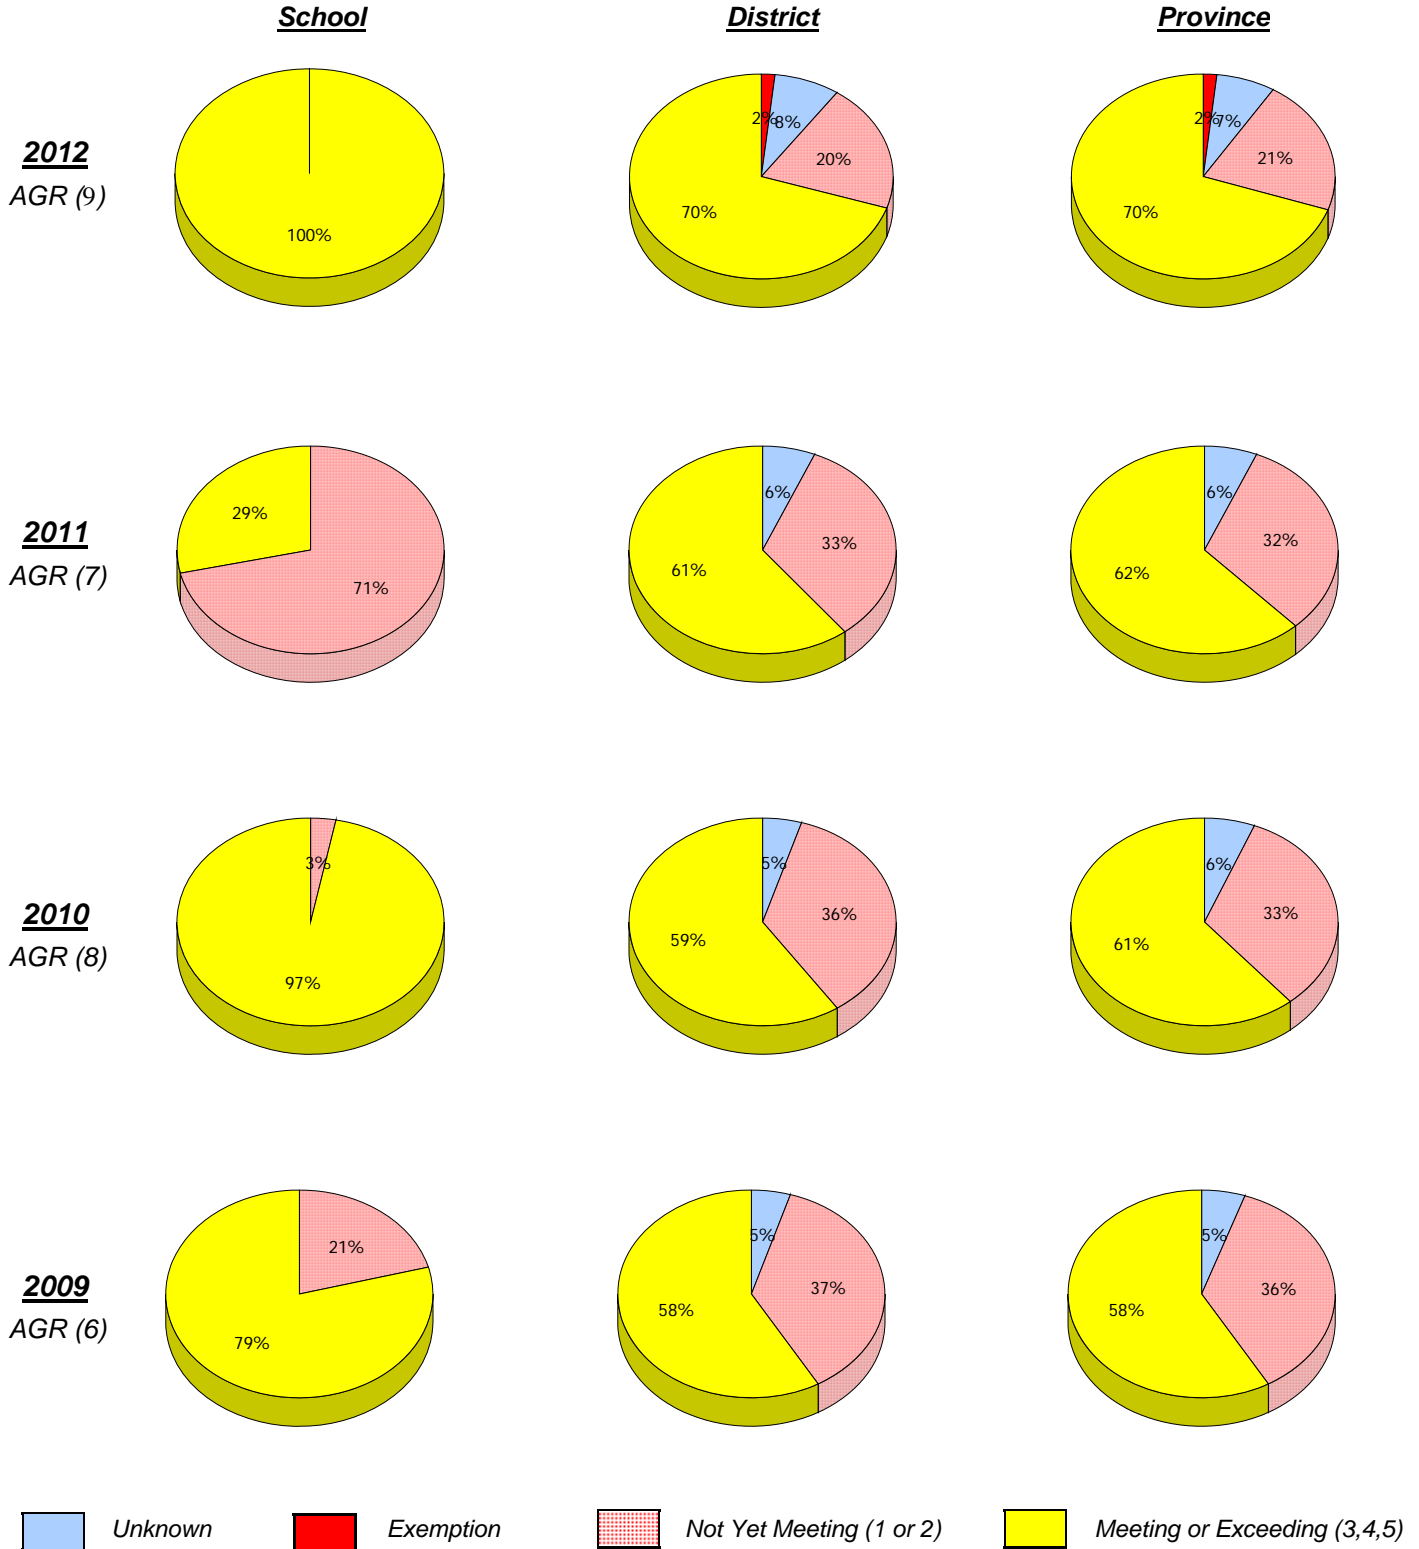 School District Province
2012
AGR (9)
100%
2% 8% 20% 70%
2% 7% 21% 70%
2011
AGR (7)
29% 71%
6% 33% 61%
6% 32% 62%
2010
AGR (8)
3% 97%
5% 36% 59%
6% 33% 61%
2009
AGR (6)
21% 79%
5% 37% 58%
5% 36% 58%
Unknown Exemption Not Yet Meeting (1 or 2) Meeting or Exceeding (3,4,5)